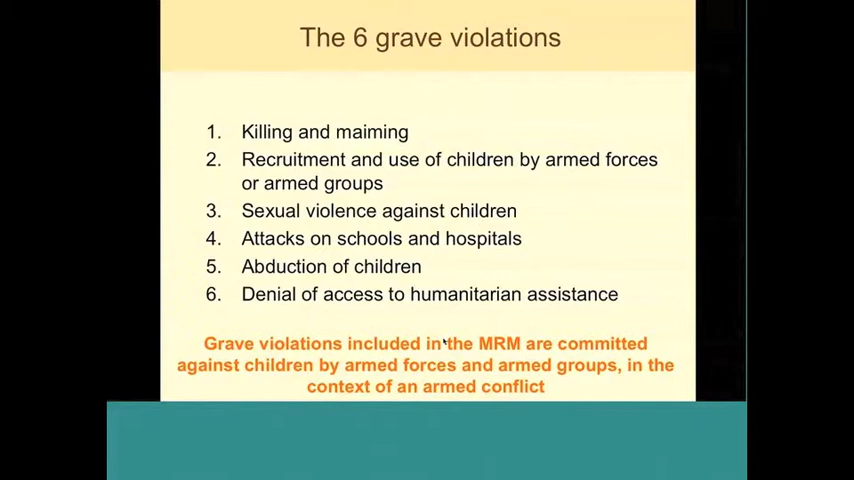 The 6 grave violations
1. Killing and maiming
2. Recruitment and use of children by armed forces
or armed groups
3. Sexual violence against children
4. Attacks on schools and hospitals
5. Abduction of children
6. Denial of access to humanitarian assistance
Grave violations included in the MRM are committed
against children by armed forces and armed groups, in the
context of an armed conflict